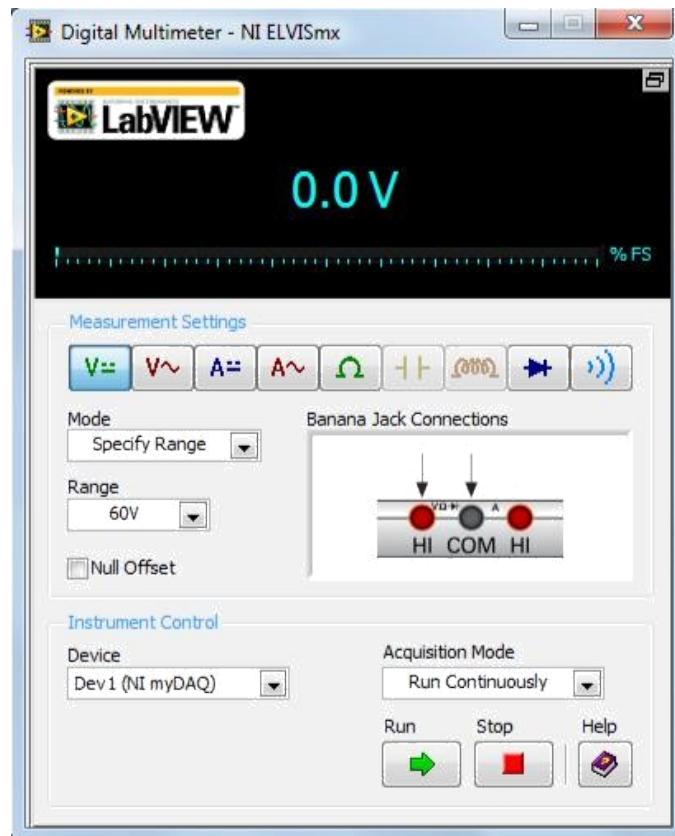 Digital Multimeter - NI ELVISmx
LabVIEW
0.0 V
% FS
Measurement Settings
V
V
A
A
Ω
Mode
Banana Jack Connections
Specify Range
Range
60V
VΩ
A
HI COM HI
Null Offset
Instrument Control
Device
Acquisition Mode
Dev1 (NI myDAQ)
Run Continuously
Run
Stop
Help